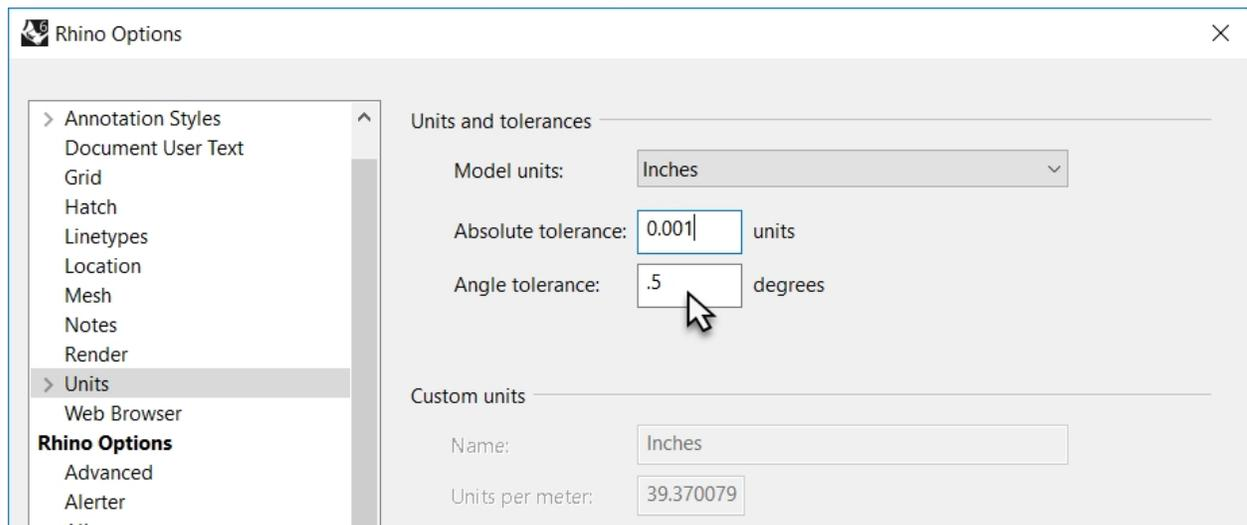 Rhino Options
Annotation Styles
Document User Text
Grid
Hatch
Linetypes
Location
Mesh
Notes
Render
Units
Web Browser
Rhino Options
Advanced
Alerter
Units and tolerances
Model units: Inches
Absolute tolerance: 0.001 units
Angle tolerance: .5 degrees
Custom units
Name: Inches
Units per meter: 39.370079